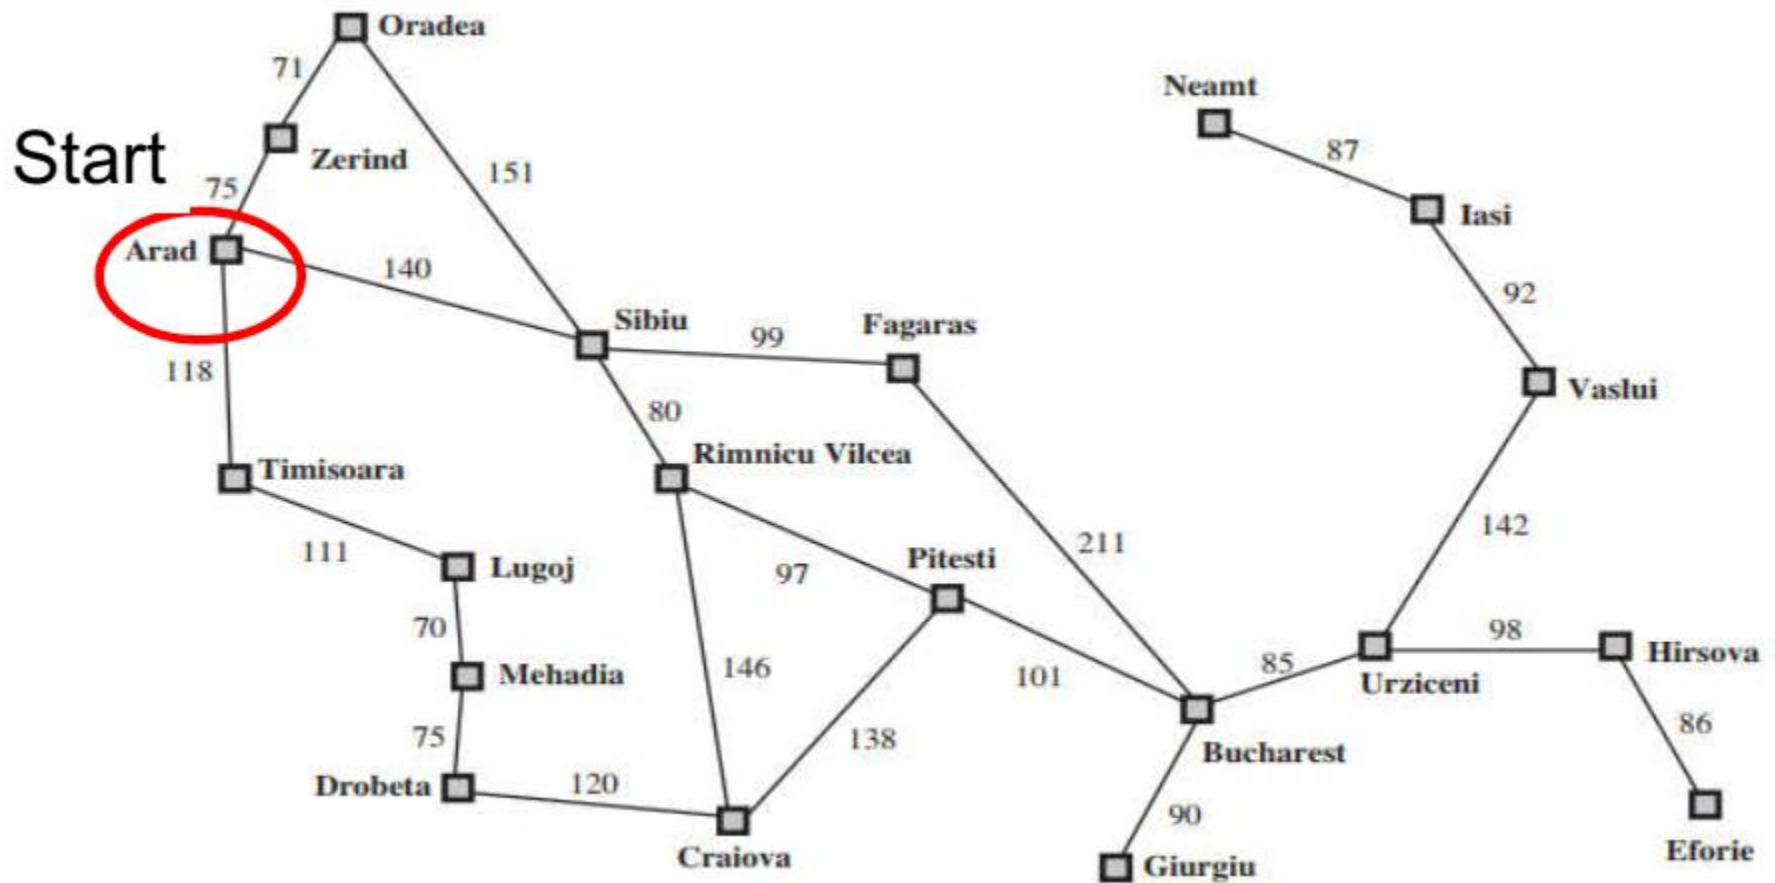 Oradea
71
Neamt
Start
Zerind
87
151
75
Iasi
Arad
140
92
Sibiu
99
Fagaras
118
Vaslui
80
Timisoara
Rimnicu Vilcea
142
111
211
Lugoj
97
Pitesti
70
98
Hirsova
Mehadia
146
101
85
Urziceni
75
138
86
Bucharest
Drobeta
120
90
Craiova
Giurgiu
Eforie